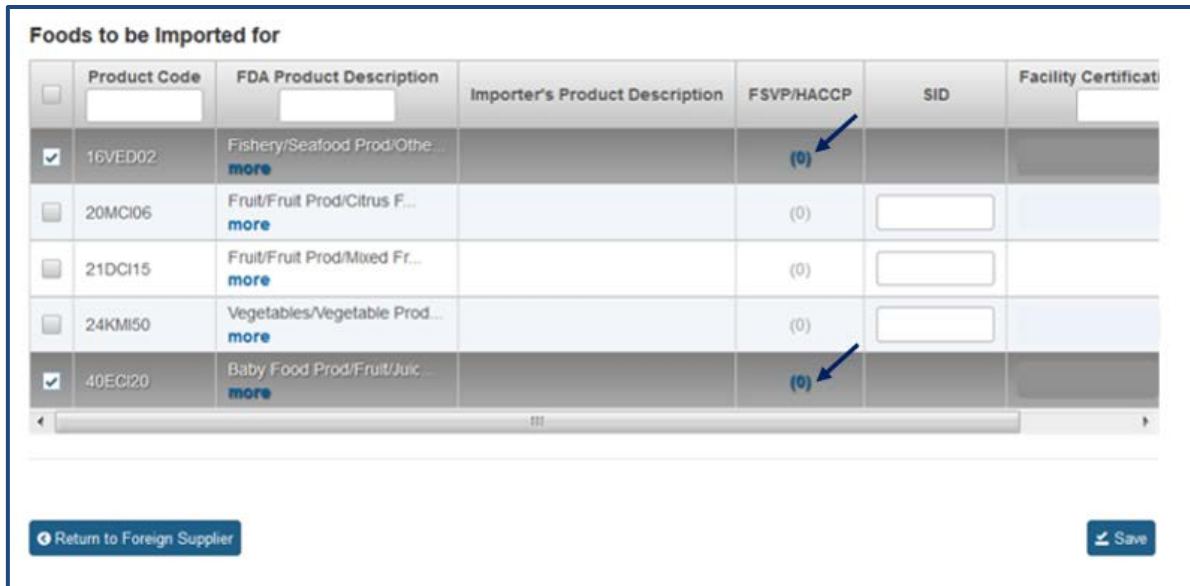 Foods to be Imported for
Product Code
FDA Product Description
Importer's Product Description
FSVP/HACCP
SID
Facility Certificati
16VED02
Fishery/Seafood Prod/Othe...
more
(0)
20MCI06
Fruit/Fruit Prod/Citrus F...
more
(0)
21DCI15
Fruit/Fruit Prod/Mixed Fr...
more
(0)
24KMI50
Vegetables/Vegetable Prod...
more
(0)
40ECI20
Baby Food Prod/Fruit/Juic...
more
(0)
Return to Foreign Supplier
Save